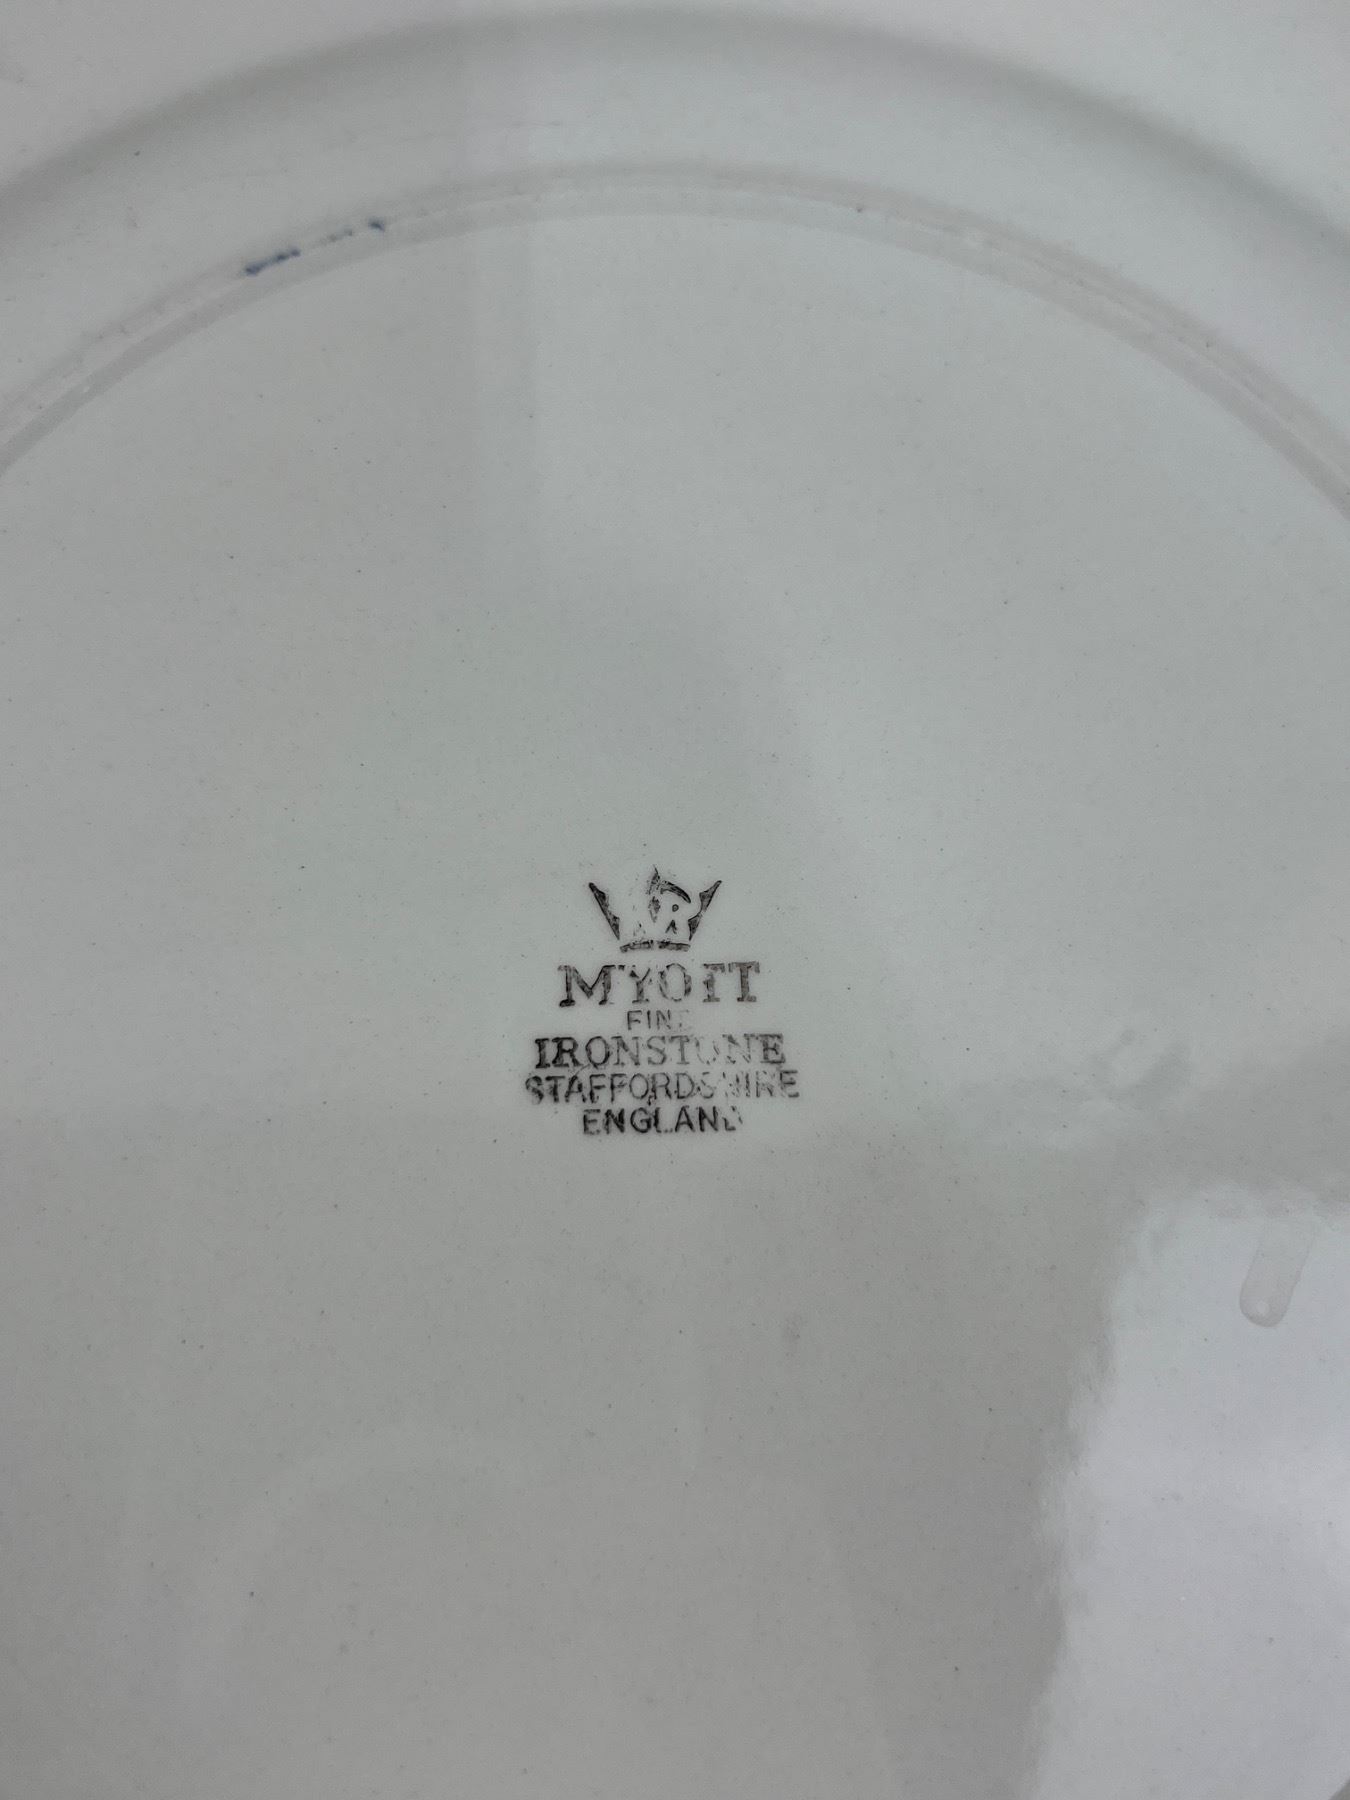 MYOTT
FINE
IRONSTONE
STAFFORDSHIRE
ENGLAND